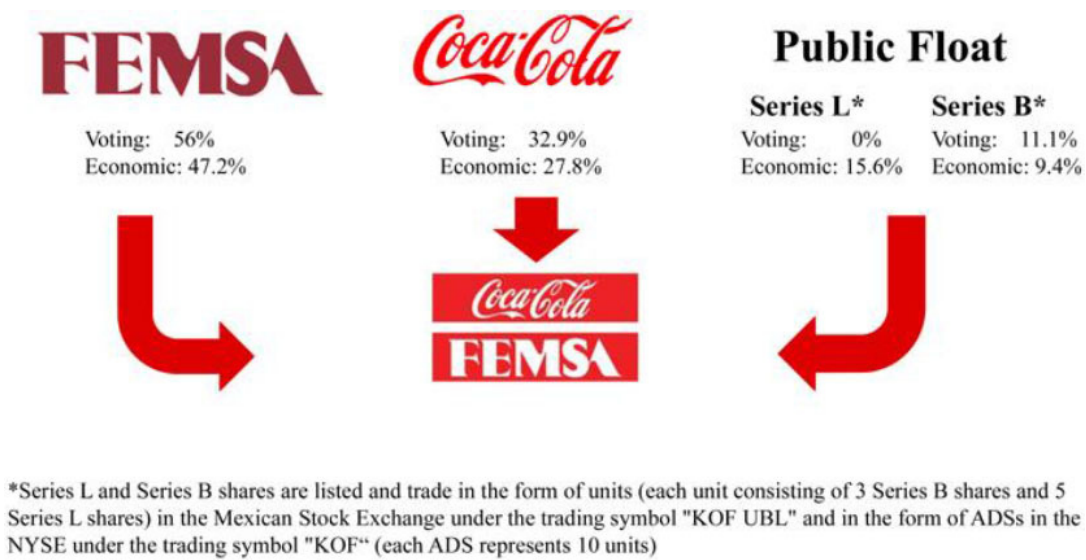 FEMSA
Coca-Cola
Public Float
Series L*
Series B*
Voting: 56%
Economic: 47.2%
Voting: 32.9%
Economic: 27.8%
Voting: 0%
Economic: 15.6%
Voting: 11.1%
Economic: 9.4%
Coca-Cola
FEMSA
*Series L and Series B shares are listed and trade in the form of units (each unit consisting of 3 Series B shares and 5
Series L shares) in the Mexican Stock Exchange under the trading symbol "KOF UBL" and in the form of ADSs in the
NYSE under the trading symbol "KOF“ (each ADS represents 10 units)